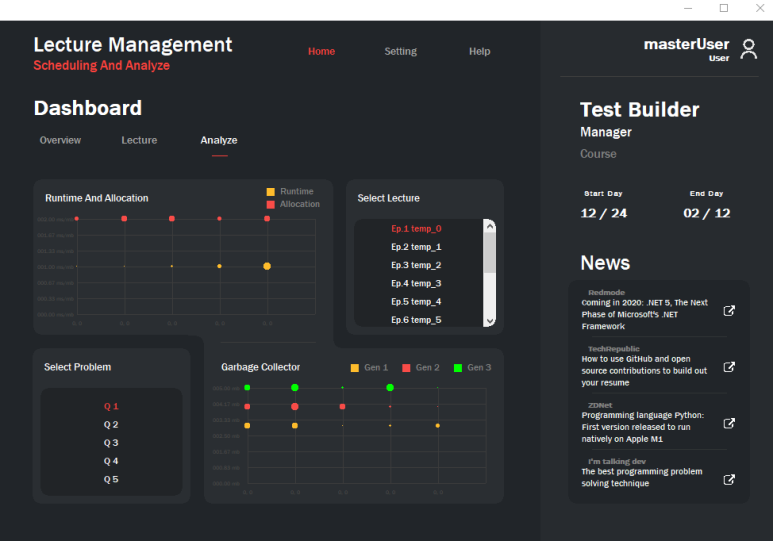 Lecture Management
Scheduling And Analyze
Home
Setting
Help
masterUser
User
Dashboard
Overview
Lecture
Analyze
Runtime And Allocation
Runtime
Allocation
Select Lecture
Ep.1 temp_0
Ep.2 temp_1
Ep.3 temp_2
Ep.4 temp_3
Ep.5 temp_4
Ep.6 temp_5
Select Problem
Q 1
Q 2
Q 3
Q 4
Q 5
Garbage Collector
Gen 1
Gen 2
Gen 3
Test Builder
Manager
Course
Start Day
End Day
12 / 24
02 / 12
News
Redmode
Coming in 2020: .NET 5, The Next
Phase of Microsoft's .NET
Framework
TechRepublic
How to use GitHub and open
source contributions to build out
your resume
ZDNet
Programming language Python:
First version released to run
natively on Apple M1
I'm talking dev
The best programming problem
solving technique